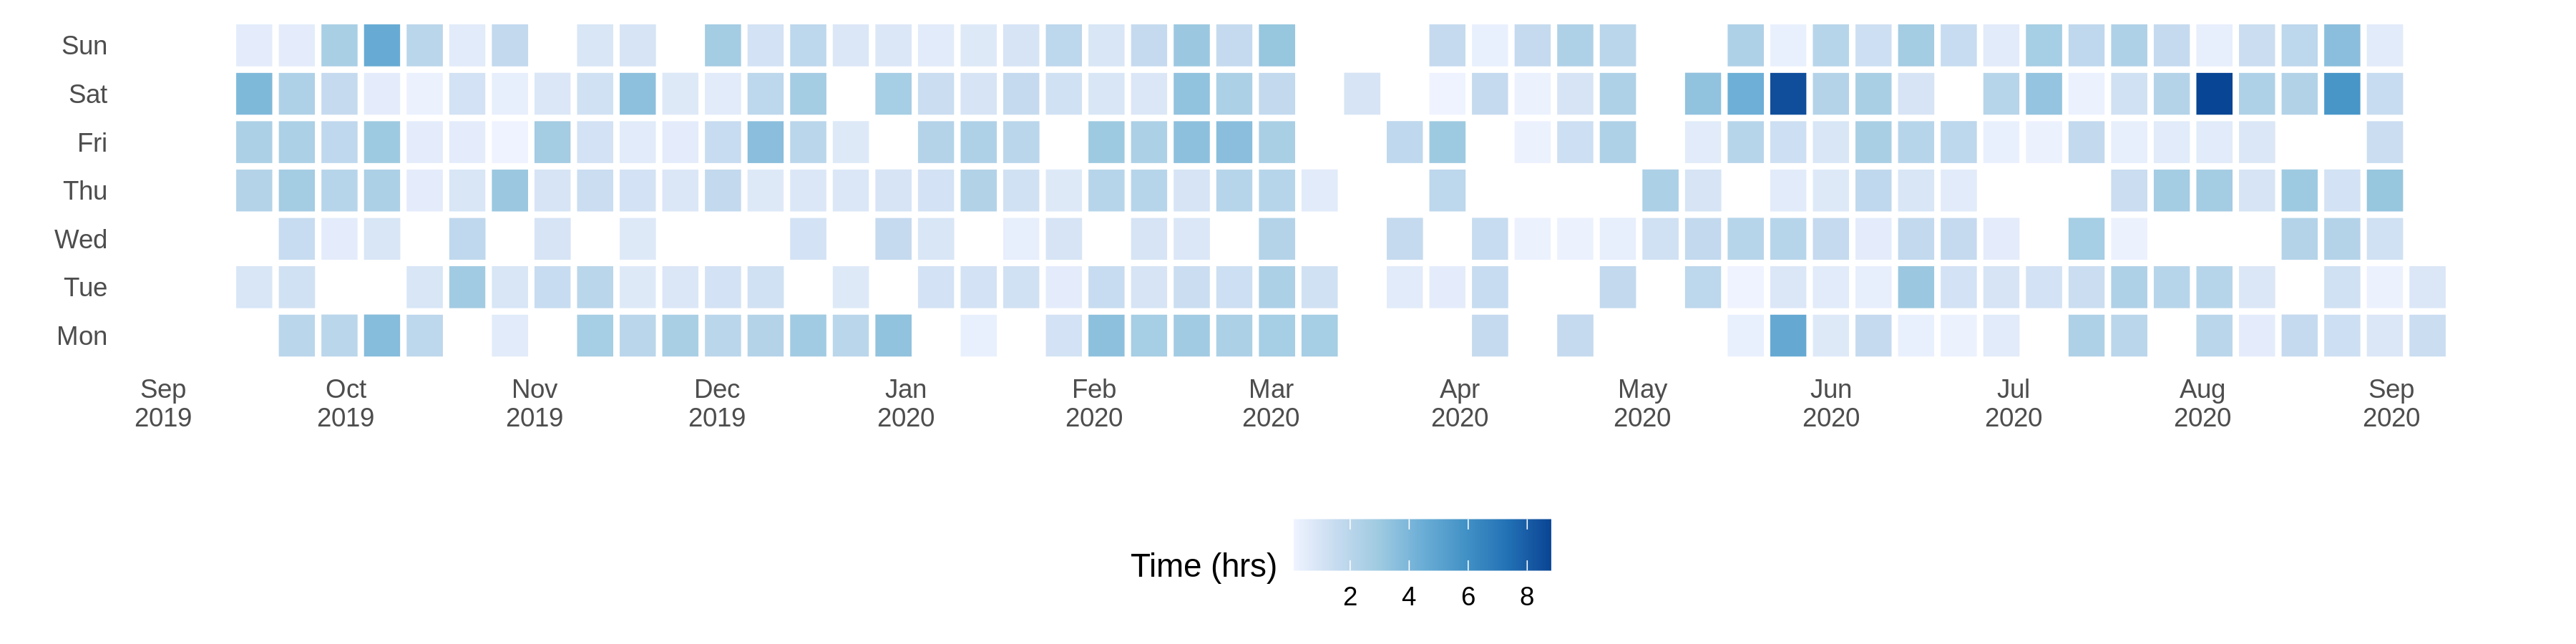 Sun
Sat
Fri
Thu
Wed
Tue
Mon
Sep 2019
Oct 2019
Nov 2019
Dec 2019
Jan 2020
Feb 2020
Mar 2020
Apr 2020
May 2020
Jun 2020
Jul 2020
Aug 2020
Sep 2020
Time (hrs)
2 4 6 8